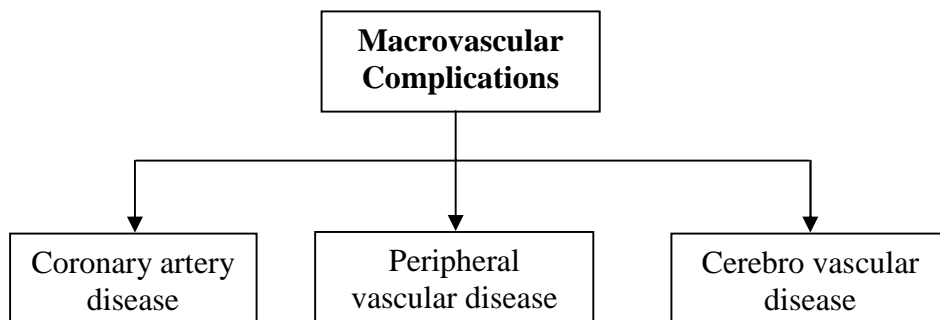 Macrovascular
Complications
Coronary artery
disease
Peripheral
vascular disease
Cerebro vascular
disease